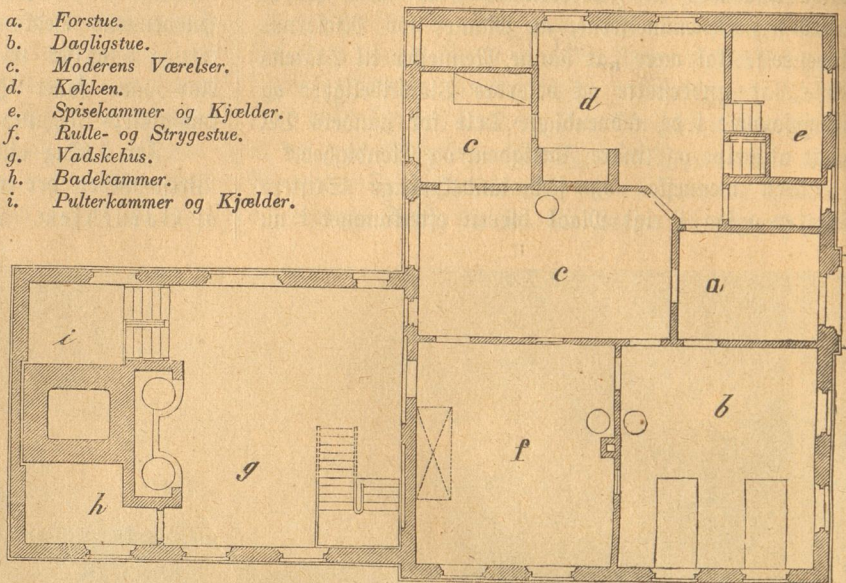 a. Forstue.
b. Dagligstue.
c. Moderens Værelser.
d. Køkken.
e. Spisekammer og Kjælder.
f. Rulle- og Strygestue.
g. Vadskehus.
h. Badekammer.
i. Pulterkammer og Kjælder.
d
c
e
c
a
i
b
f
g
h